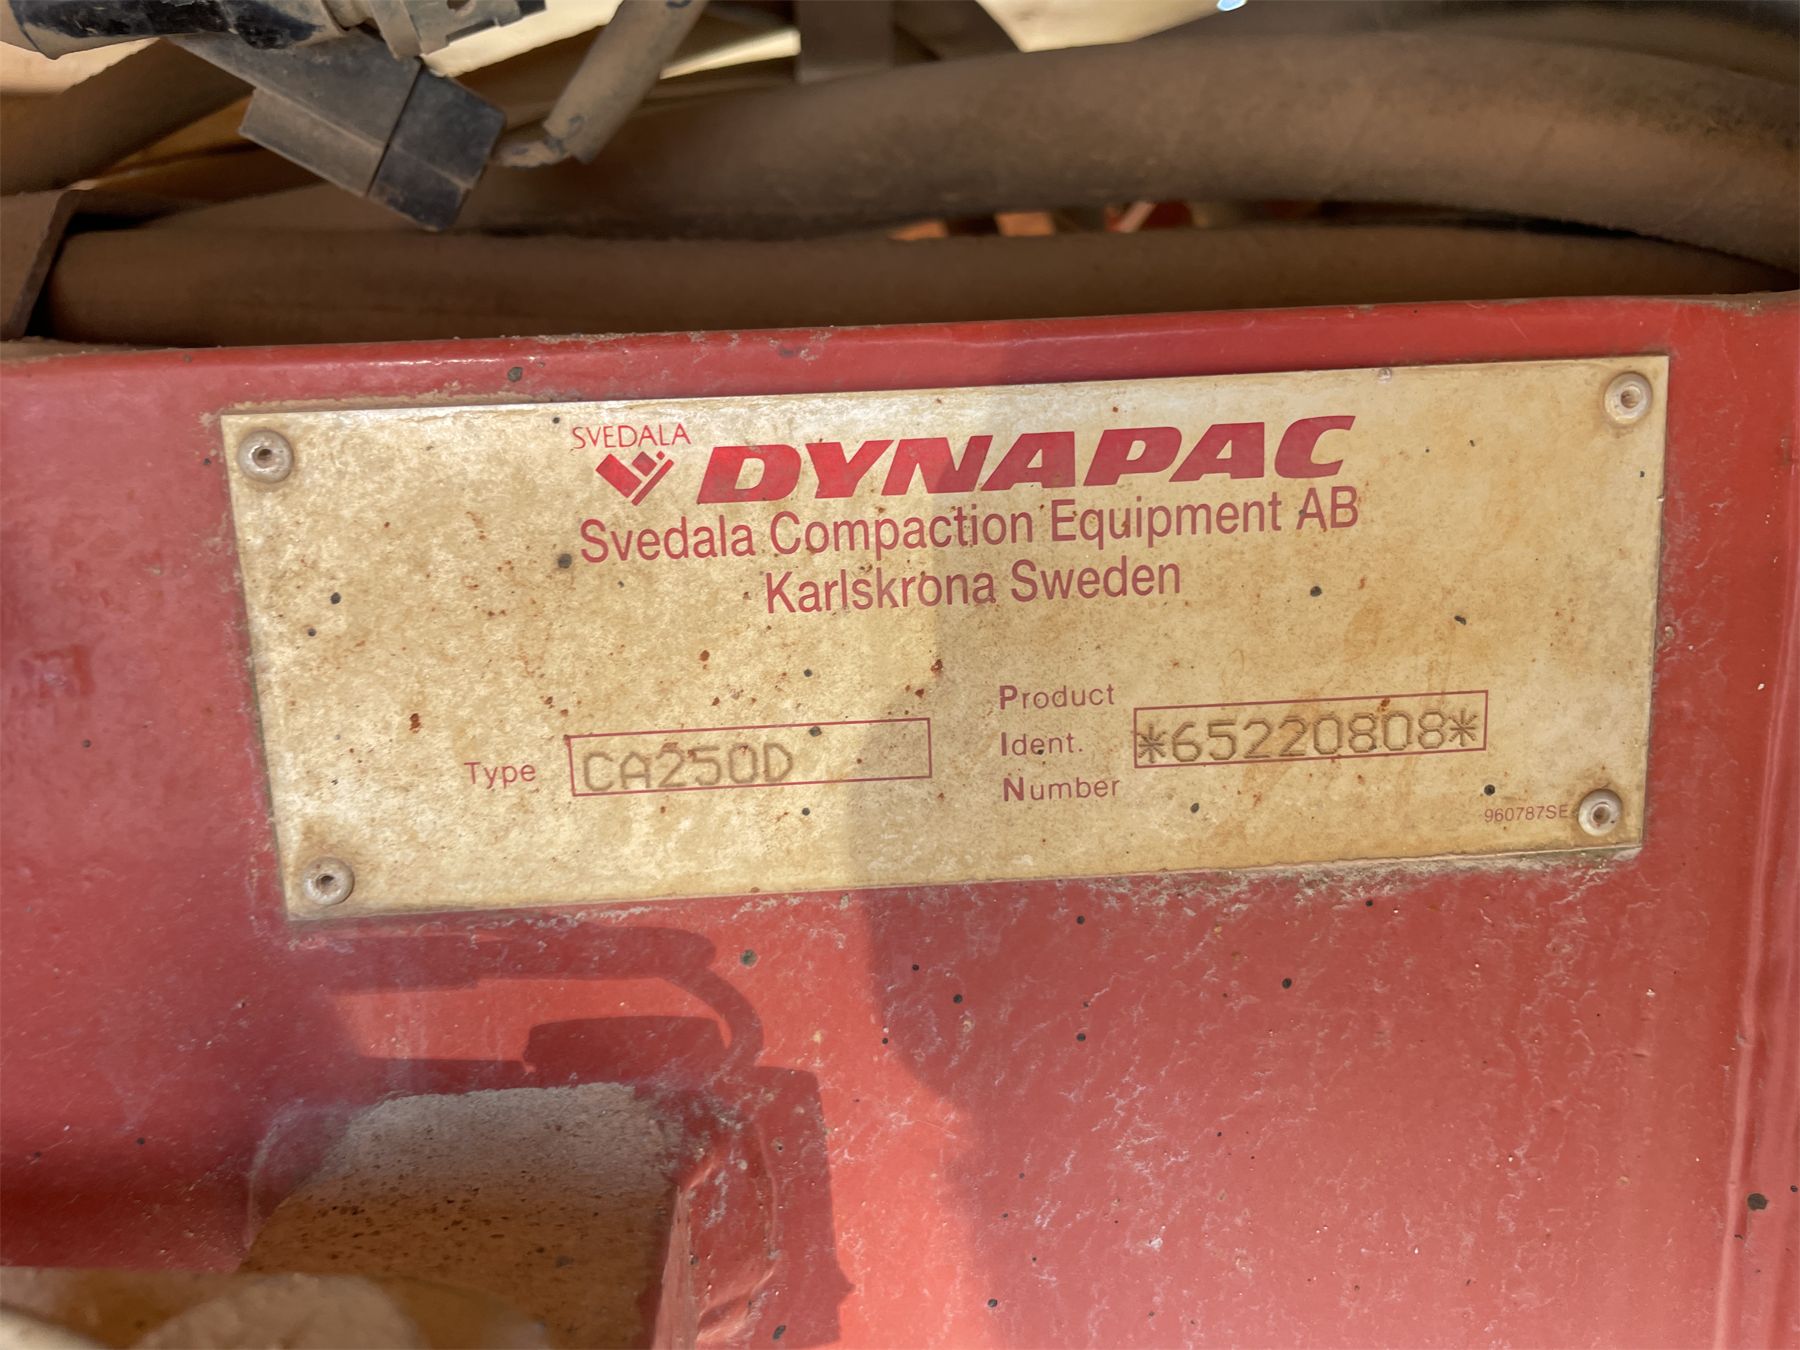 SVEDALA
DYNAPAC
Svedala Compaction Equipment AB
Karlskrona Sweden
Type CA250D
Product
Ident. *65220808*
Number
960787SE